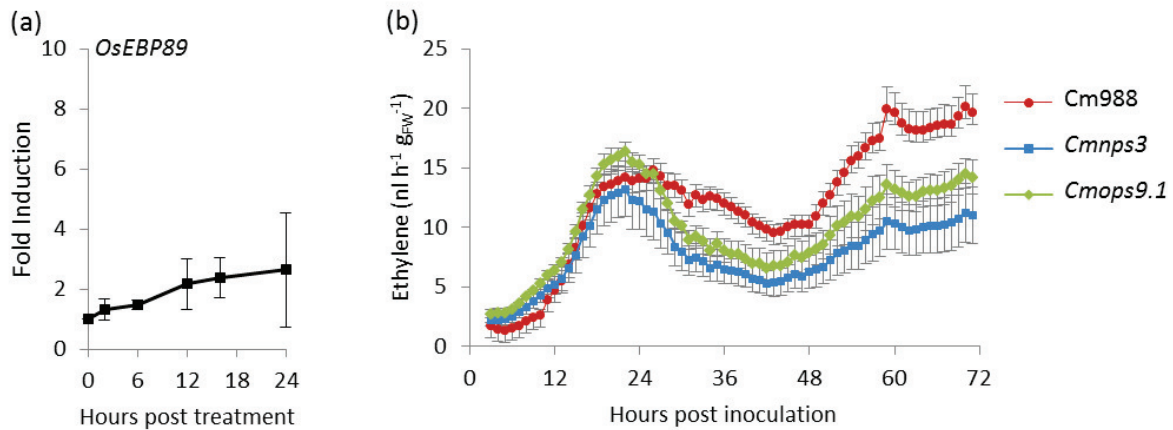 (a)
OsEBP89
Fold Induction
10
8
6
4
2
0
0 6 12 18 24
Hours post treatment
(b)
Ethylene (nl h⁻¹ gFW⁻¹)
25
20
15
10
5
0
0 12 24 36 48 60 72
Hours post inoculation
Cm988
Cmnps3
Cmops9.1